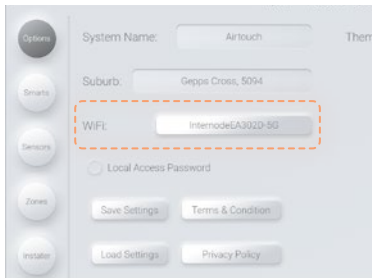 Options
System Name:
Airtouch
Them
Smarts
Suburb:
Gepps Cross, 5094
WiFi:
InternodeEA302D-5G
Sensors
Local Access Password
Zones
Save Settings
Terms & Condition
Installer
Load Settings
Privacy Policy